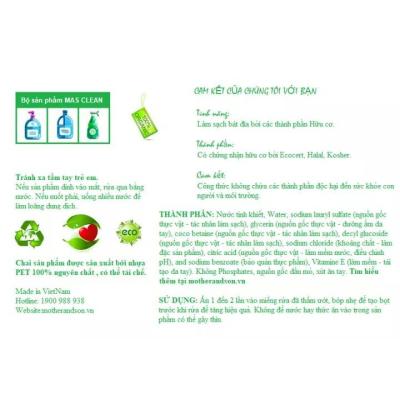 Bộ sản phẩm MAS CLEAN
100% ORGANIC
Tránh xa tầm tay trẻ em.
Nếu sản phẩm dính vào mắt, rửa qua bằng
nước. Nếu nuốt phải, uống nhiều nước để
làm loãng dung dịch.
eco
Chai sản phẩm được sản xuất bởi nhựa
PET 100% nguyên chất , có thể tái chế.
Made in VietNam
Hotline: 1900 988 938
Website:motherandson.vn
CAM KẾT CỦA CHÚNG TÔI VỚI BẠN
Tính năng:
Làm sạch bát đĩa bởi các thành phần Hữu cơ.
Thành phần:
Có chứng nhận hữu cơ bởi Ecocert, Halal, Kosher.
Cam kết:
Công thức không chứa các thành phần độc hại đến sức khỏe con
người và môi trường.
THÀNH PHẦN: Nước tinh khiết, Water, sodium lauryl sulfate (nguồn gốc
thực vật - tác nhân làm sạch), glycerin (nguồn gốc thực vật - dưỡng ẩm da
tay), coco betaine (nguồn gốc thực vật - tác nhân làm sạch), decyl glucoside
(nguồn gốc thực vật - tác nhân làm sạch), sodium chloride (khoáng chất - làm
đặc sản phẩm), citric acid (nguồn gốc thực vật - làm mềm nước, điều chỉnh
pH), and sodium benzoate (bảo quản thực phẩm), Vitamine E (làm mềm - tái
tạo da tay). Không Phosphates, nguồn gốc dầu mỏ, xút ăn tay. Tìm hiểu
thêm tại motherandson.vn
SỬ DỤNG: Ấn 1 đến 2 lần vào miếng rửa đã thấm ướt, bóp nhẹ để tạo bọt
trước khi rửa để tăng hiệu quả. Không để nước hay thức ăn vào trong sản
phẩm có thể gây thiu